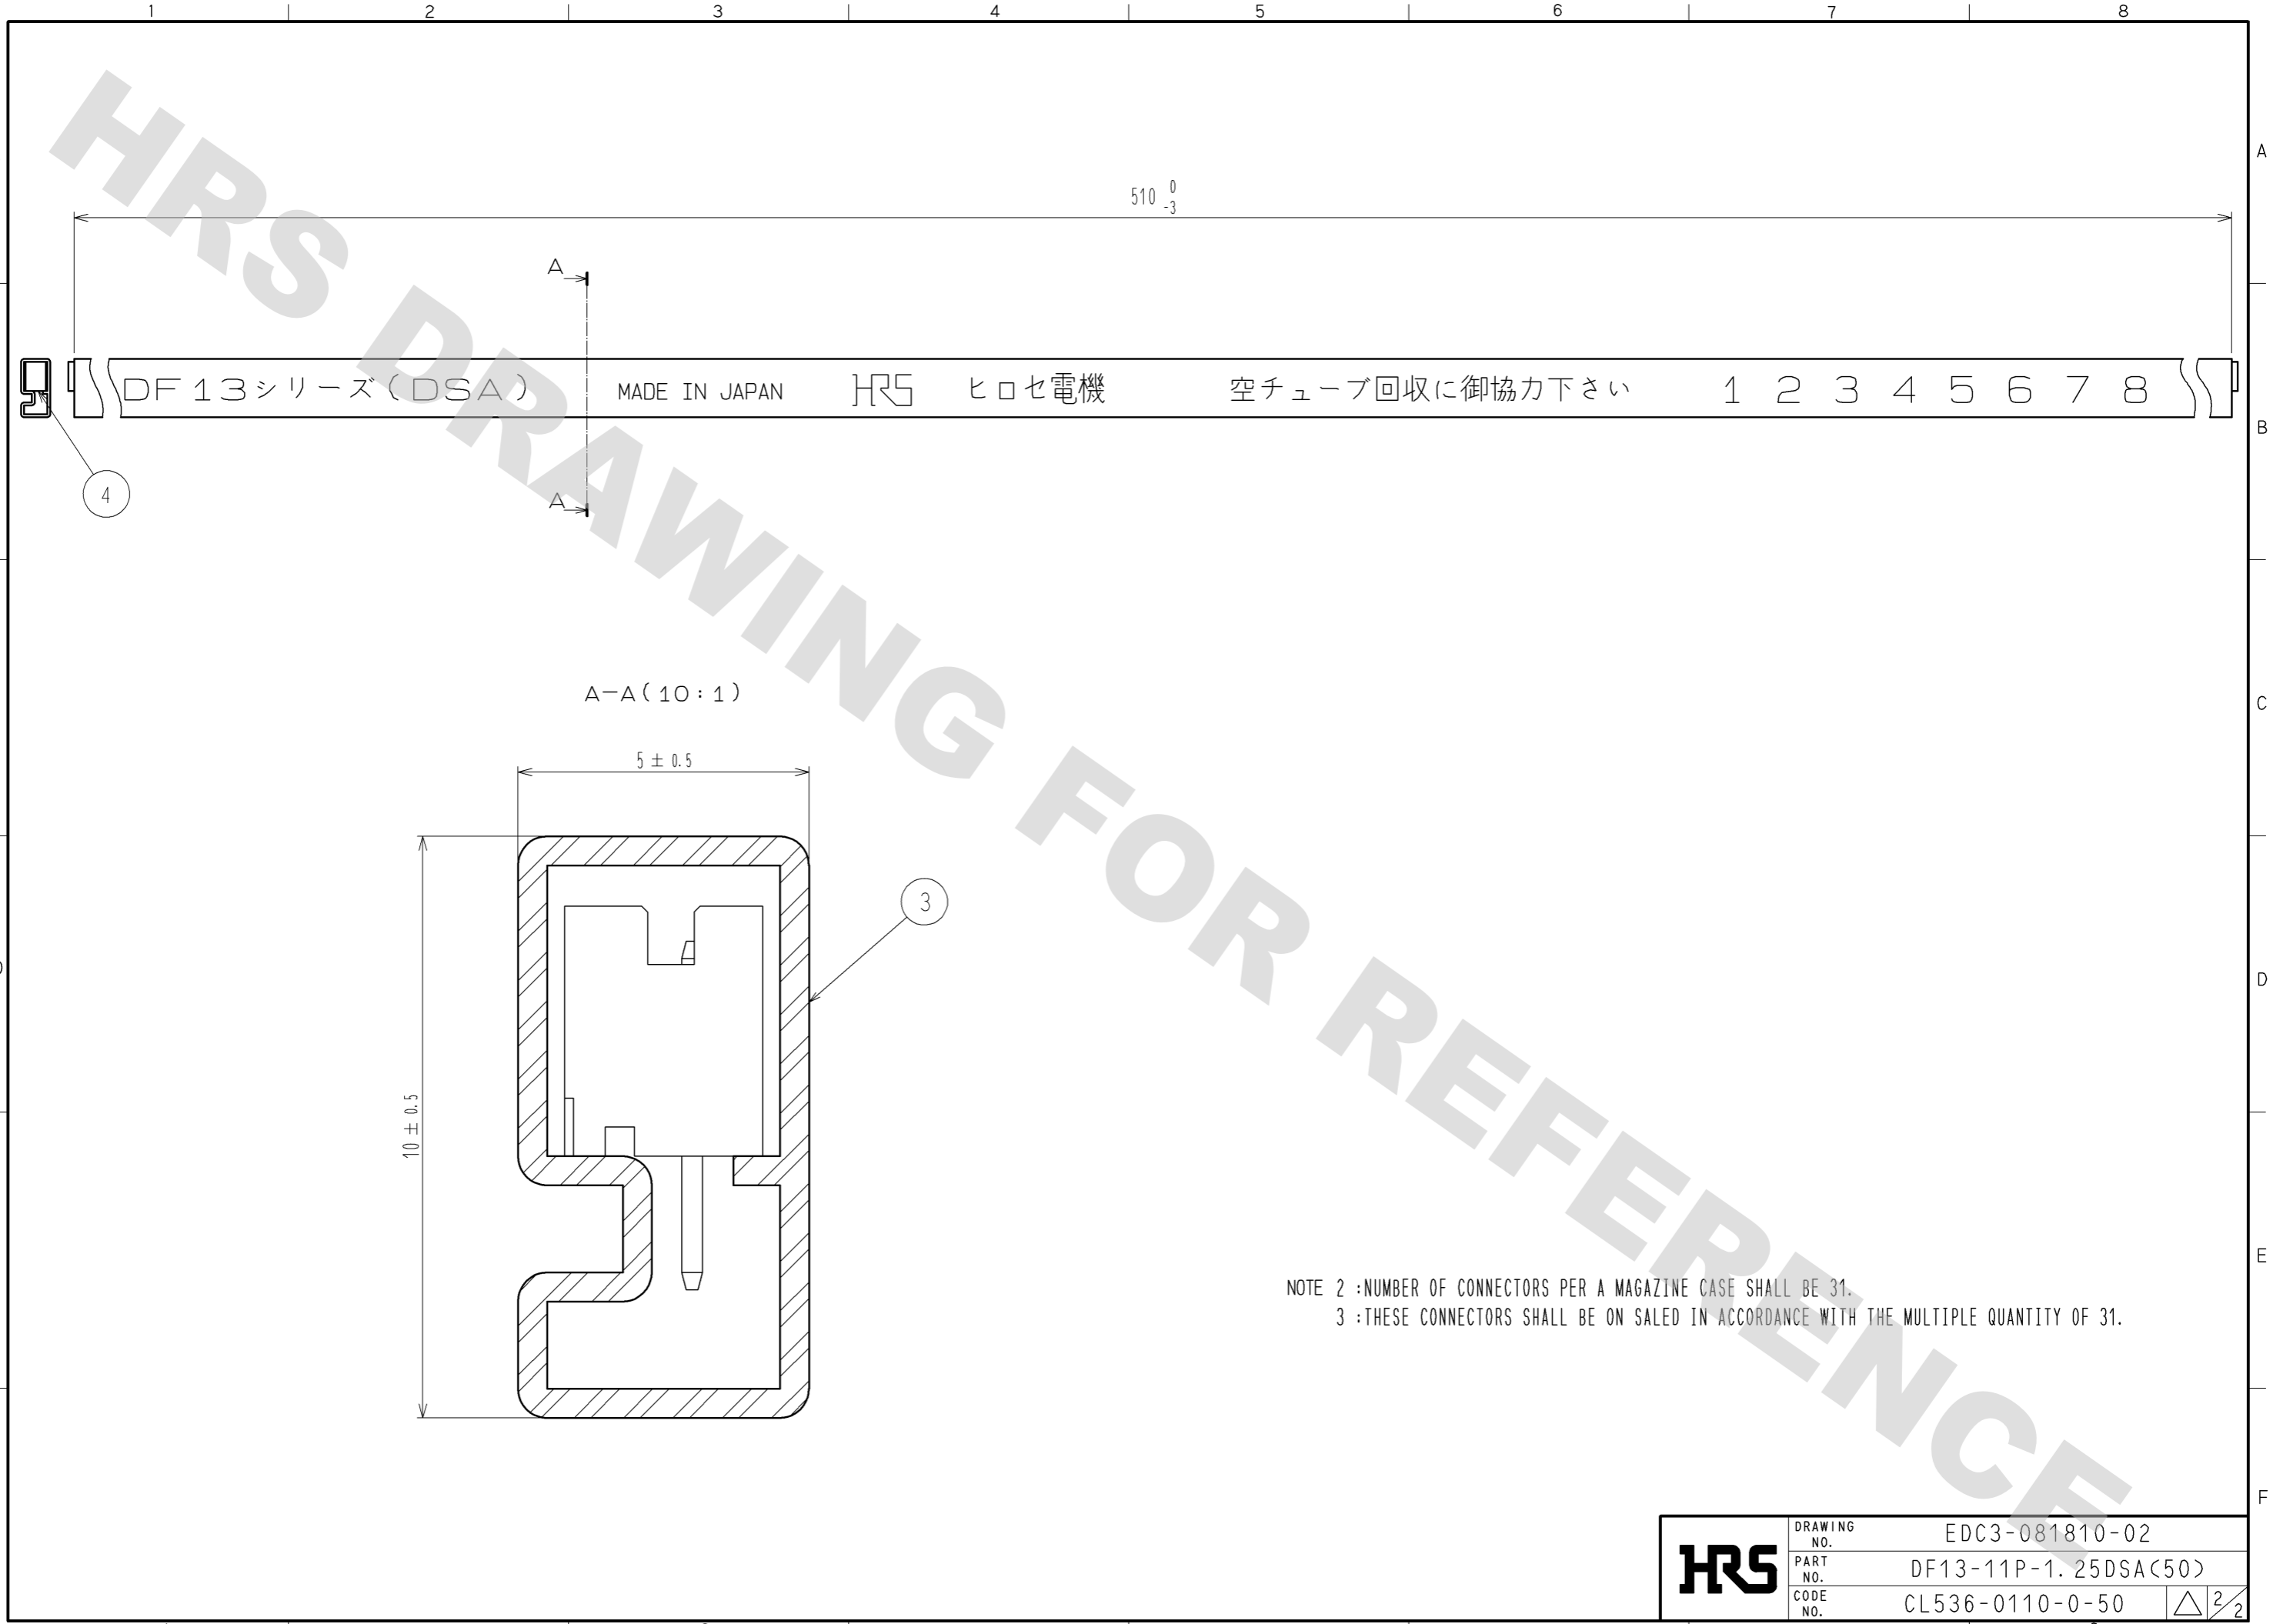 1 2 3 4 5 6 7 8
A
510 0 -3
A
DF13シリーズ(DSA) MADE IN JAPAN HRS ヒロセ電機 空チューブ回収に御協力下さい 1 2 3 4 5 6 7 8
B
4
A
A-A(10:1)
C
5±0.5
3
D
10±0.5
E
NOTE 2 :NUMBER OF CONNECTORS PER A MAGAZINE CASE SHALL BE 31.
3 :THESE CONNECTORS SHALL BE ON SALED IN ACCORDANCE WITH THE MULTIPLE QUANTITY OF 31.
F
HRS DRAWING FOR REFERENCE
HRS
DRAWING NO. EDC3-081810-02
PART NO. DF13-11P-1.25DSA(50)
CODE NO. CL536-0110-0-50 2/2